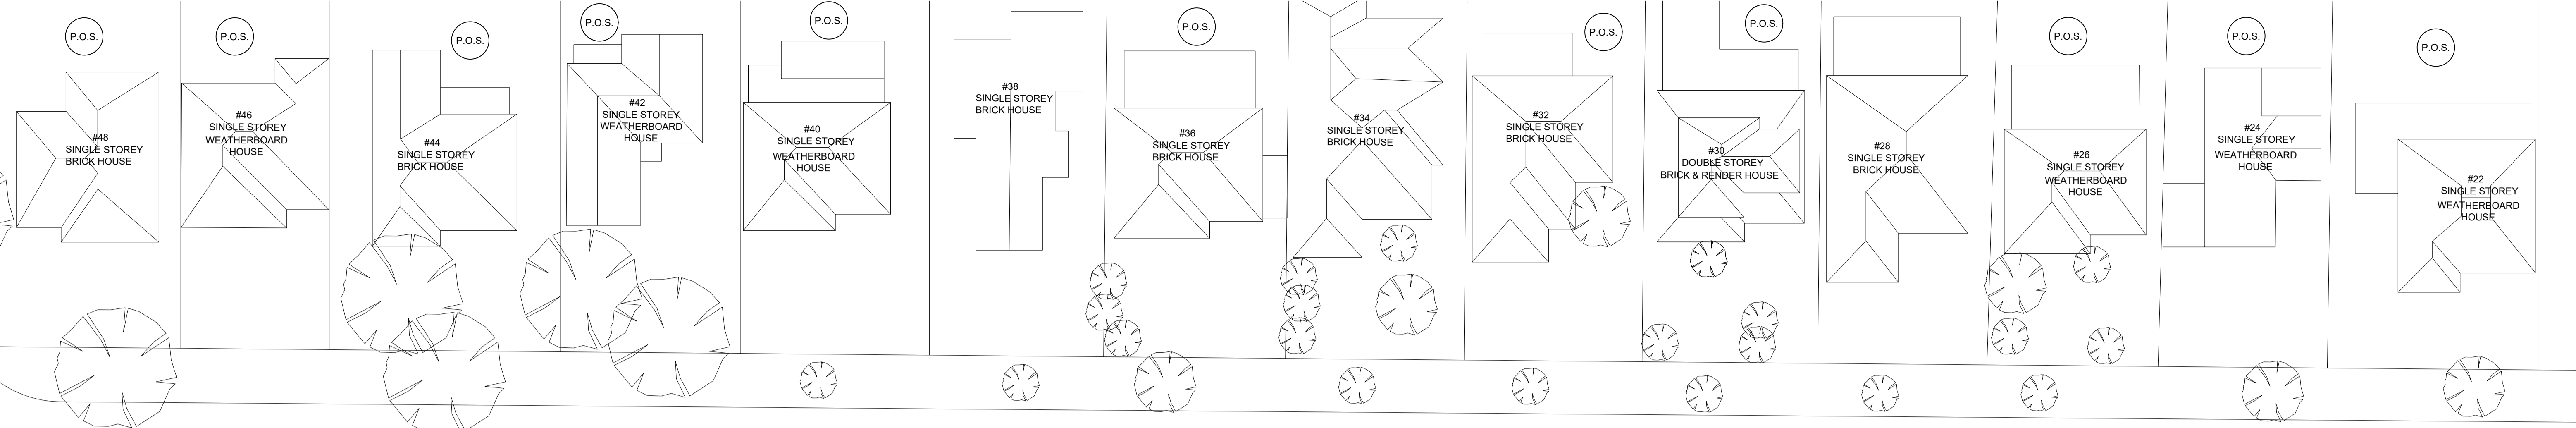 P.O.S.
P.O.S.
P.O.S.
P.O.S.
P.O.S.
P.O.S.
P.O.S.
P.O.S.
P.O.S.
P.O.S.
P.O.S.
#48
SINGLE STOREY
BRICK HOUSE
#46
SINGLE STOREY
WEATHERBOARD
HOUSE
#44
SINGLE STOREY
BRICK HOUSE
#42
SINGLE STOREY
WEATHERBOARD
HOUSE
#40
SINGLE STOREY
WEATHERBOARD
HOUSE
#38
SINGLE STOREY
BRICK HOUSE
#36
SINGLE STOREY
BRICK HOUSE
#34
SINGLE STOREY
BRICK HOUSE
#32
SINGLE STOREY
BRICK HOUSE
#30
DOUBLE STOREY
BRICK & RENDER HOUSE
#28
SINGLE STOREY
BRICK HOUSE
#26
SINGLE STOREY
WEATHERBOARD
HOUSE
#24
SINGLE STOREY
WEATHERBOARD
HOUSE
#22
SINGLE STOREY
WEATHERBOARD
HOUSE